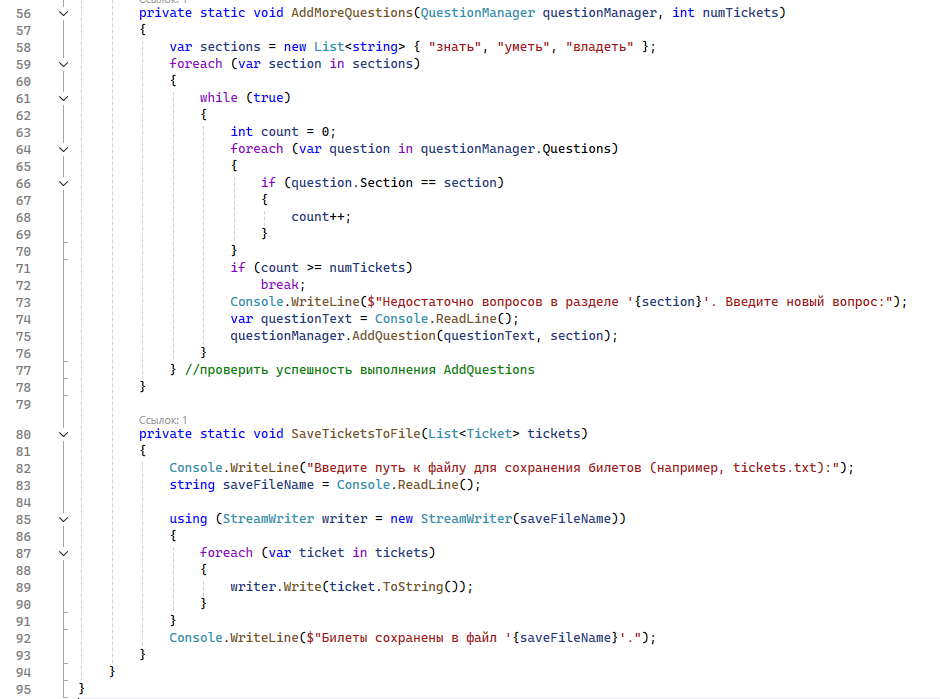 Ссылок: 1
56 private static void AddMoreQuestions(QuestionManager questionManager, int numTickets)
57 {
58 var sections = new List<string> { "знать", "уметь", "владеть" };
59 foreach (var section in sections)
60 {
61 while (true)
62 {
63 int count = 0;
64 foreach (var question in questionManager.Questions)
65 {
66 if (question.Section == section)
67 {
68 count++;
69 }
70 }
71 if (count >= numTickets)
72 break;
73 Console.WriteLine($"Недостаточно вопросов в разделе '{section}'. Введите новый вопрос:");
74 var questionText = Console.ReadLine();
75 questionManager.AddQuestion(questionText, section);
76 }
77 } //проверить успешность выполнения AddQuestions
78 }
79
Ссылок: 1
80 private static void SaveTicketsToFile(List<Ticket> tickets)
81 {
82 Console.WriteLine("Введите путь к файлу для сохранения билетов (например, tickets.txt):");
83 string saveFileName = Console.ReadLine();
84
85 using (StreamWriter writer = new StreamWriter(saveFileName))
86 {
87 foreach (var ticket in tickets)
88 {
89 writer.Write(ticket.ToString());
90 }
91 }
92 Console.WriteLine($"Билеты сохранены в файл '{saveFileName}'.");
93 }
94 }
95 }